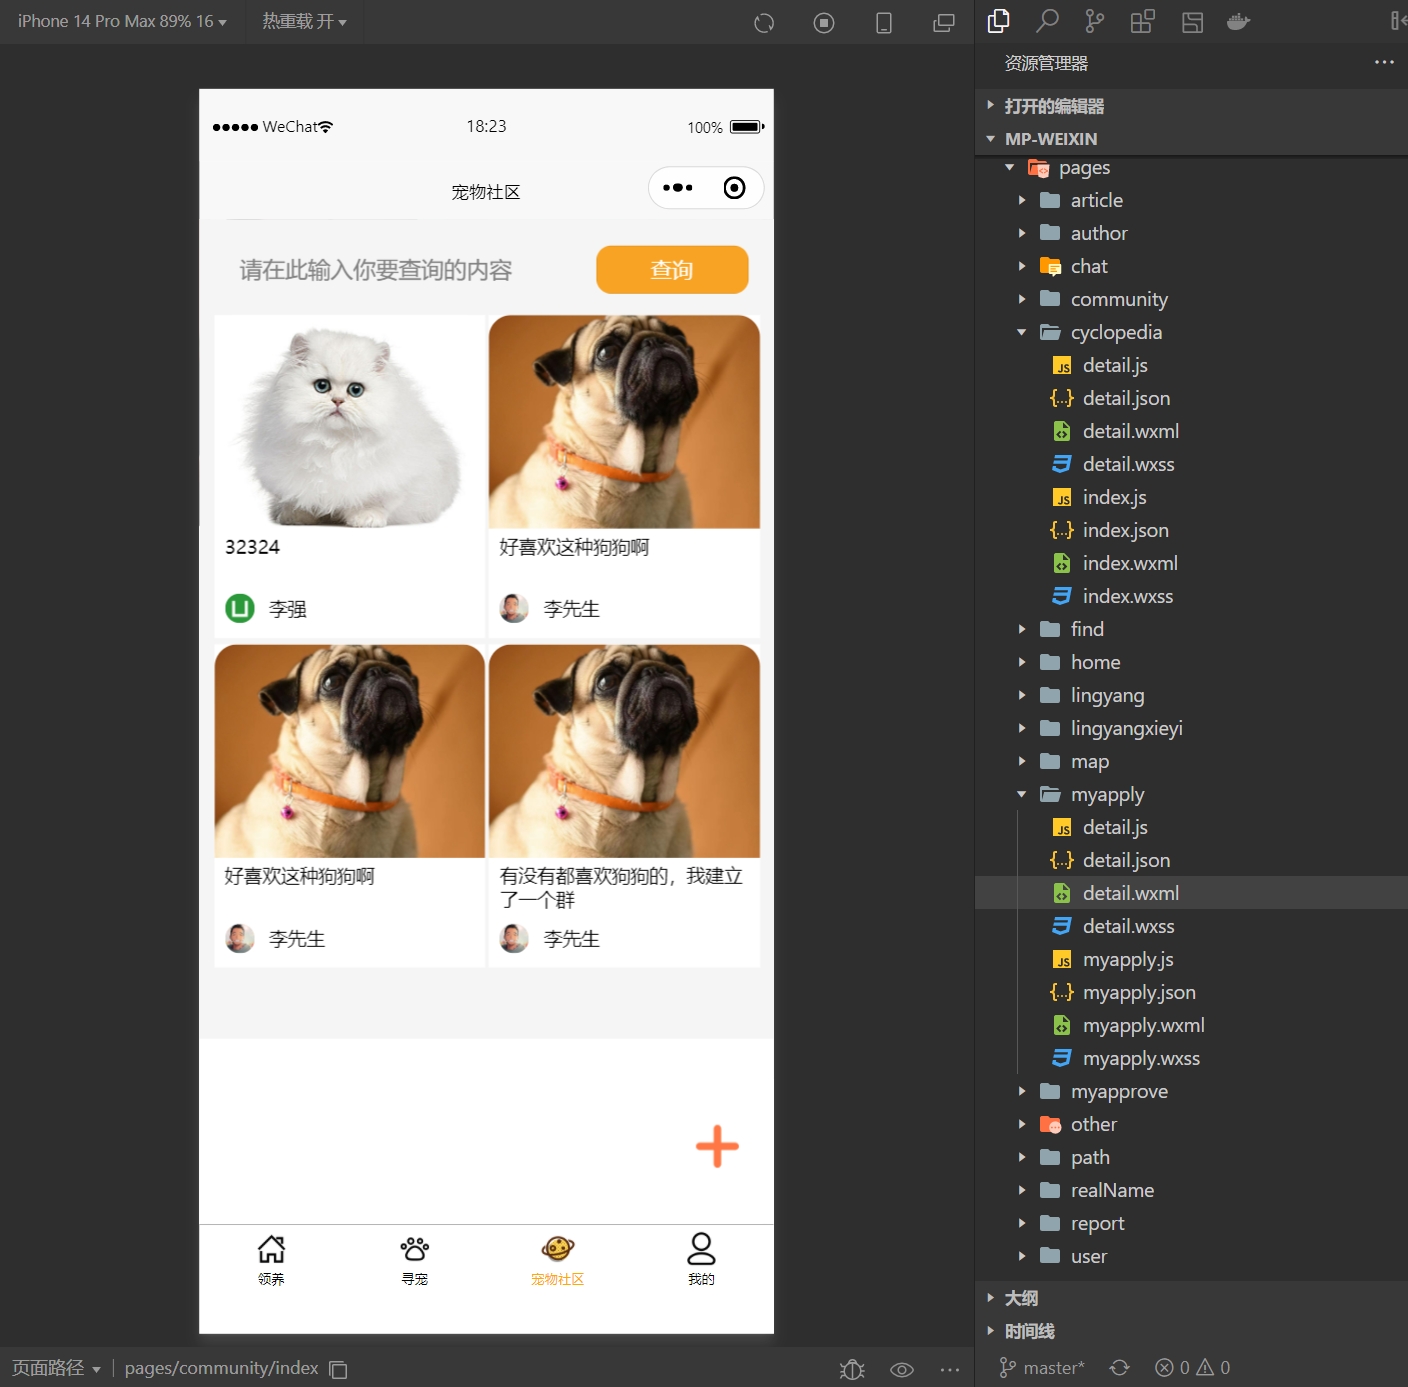 iPhone 14 Pro Max 89% 16
热重载 开
WeChat
18:23
100%
宠物社区
请在此输入你要查询的内容
查询
32324
李强
好喜欢这种狗狗啊
李先生
好喜欢这种狗狗啊
李先生
有没有都喜欢狗狗的，我建立
了一个群
李先生
领养
寻宠
宠物社区
我的
页面路径
pages/community/index
资源管理器
打开的编辑器
MP-WEIXIN
pages
article
author
chat
community
cyclopedia
detail.js
detail.json
detail.wxml
detail.wxss
index.js
index.json
index.wxml
index.wxss
find
home
lingyang
lingyangxieyi
map
myapply
detail.js
detail.json
detail.wxml
detail.wxss
myapply.js
myapply.json
myapply.wxml
myapply.wxss
myapprove
other
path
realName
report
user
大纲
时间线
master*
0
0